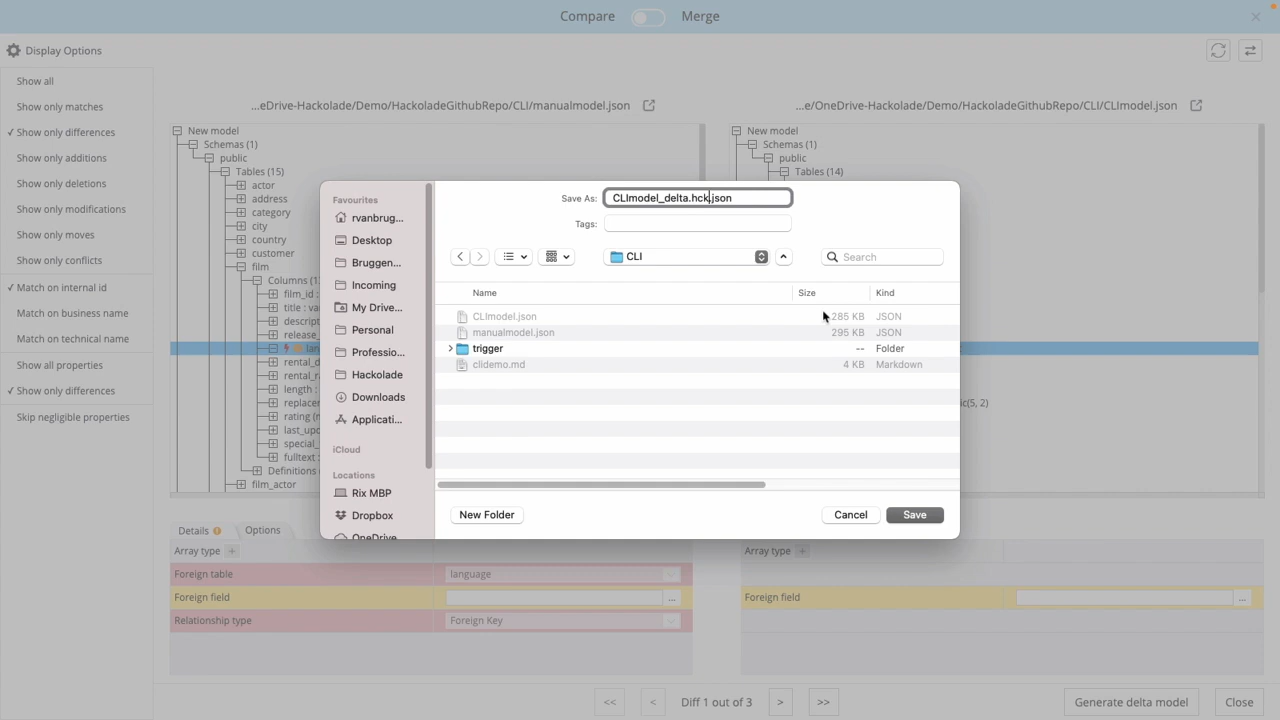 Compare Merge
Display Options
Show all
Show only matches
✓ Show only differences
Show only additions
Show only deletions
Show only modifications
Show only moves
Show only conflicts
✓ Match on internal id
Match on business name
Match on technical name
Show all properties
✓ Show only differences
Skip negligible properties
...eDrive-Hackolade/Demo/HackoladeGithubRepo/CLI/manualmodel.json
New model
Schemas (1)
public
Tables (15)
actor
address
category
city
country
customer
film
Columns (1
film_id :
title : va
descript
release_
lan
rental_d
rental_ra
length :
replacer
rating (m
last_up
special_
fulltext :
Definitions (
film_actor
...e/OneDrive-Hackolade/Demo/HackoladeGithubRepo/CLI/CLImodel.json
New model
Schemas (1)
public
Tables (14)
ic(5, 2)
Favourites
rvanbrug...
Desktop
Bruggen...
Incoming
My Drive...
Personal
Professio...
Hackolade
Downloads
Applicati...
iCloud
Locations
Rix MBP
Dropbox
OneDrive
Save As: CLImodel_delta.hck.json
Tags:
CLI
Search
Name Size Kind
CLImodel.json 285 KB JSON
manualmodel.json 295 KB JSON
trigger -- Folder
clidemo.md 4 KB Markdown
New Folder Cancel Save
Details Options
Array type +
Foreign table language
Foreign field ...
Relationship type Foreign Key
Array type +
Foreign field ...
<< < Diff 1 out of 3 > >>
Generate delta model Close